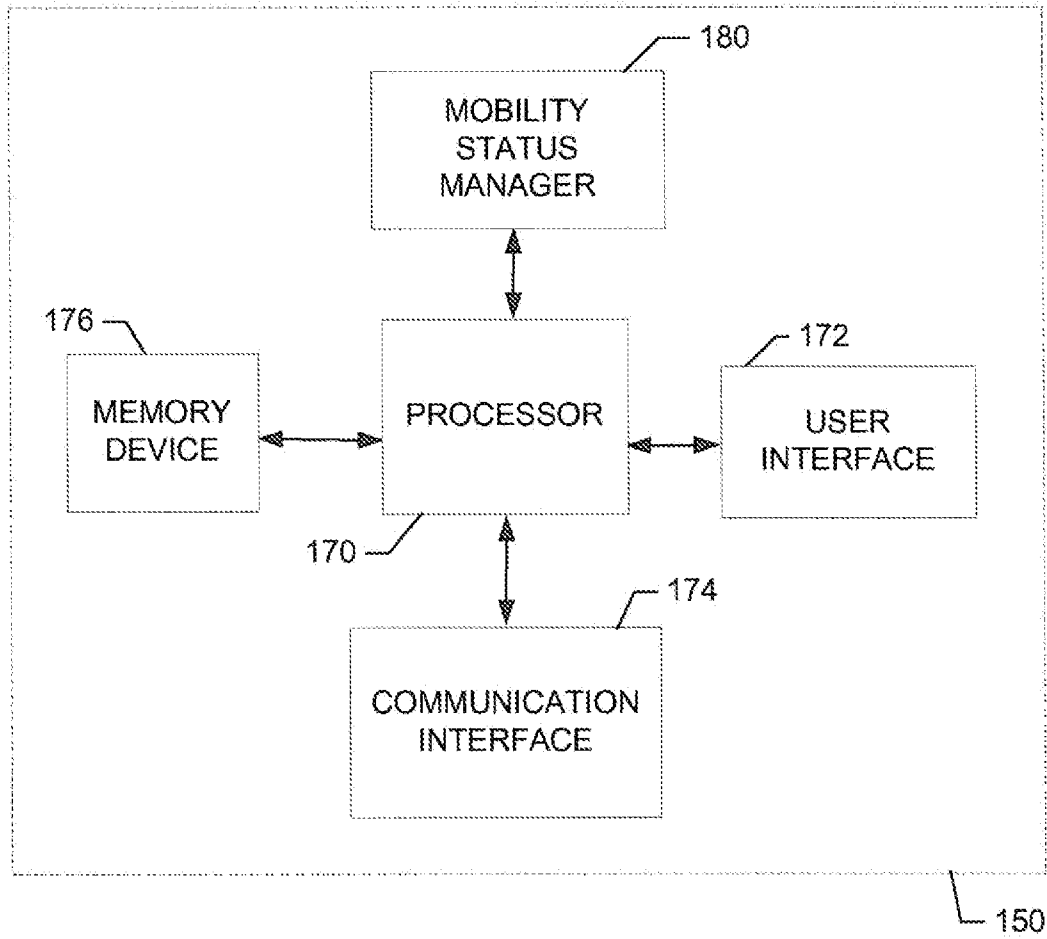 180
MOBILITY
STATUS
MANAGER
176
MEMORY
DEVICE
PROCESSOR
170
172
USER
INTERFACE
174
COMMUNICATION
INTERFACE
150